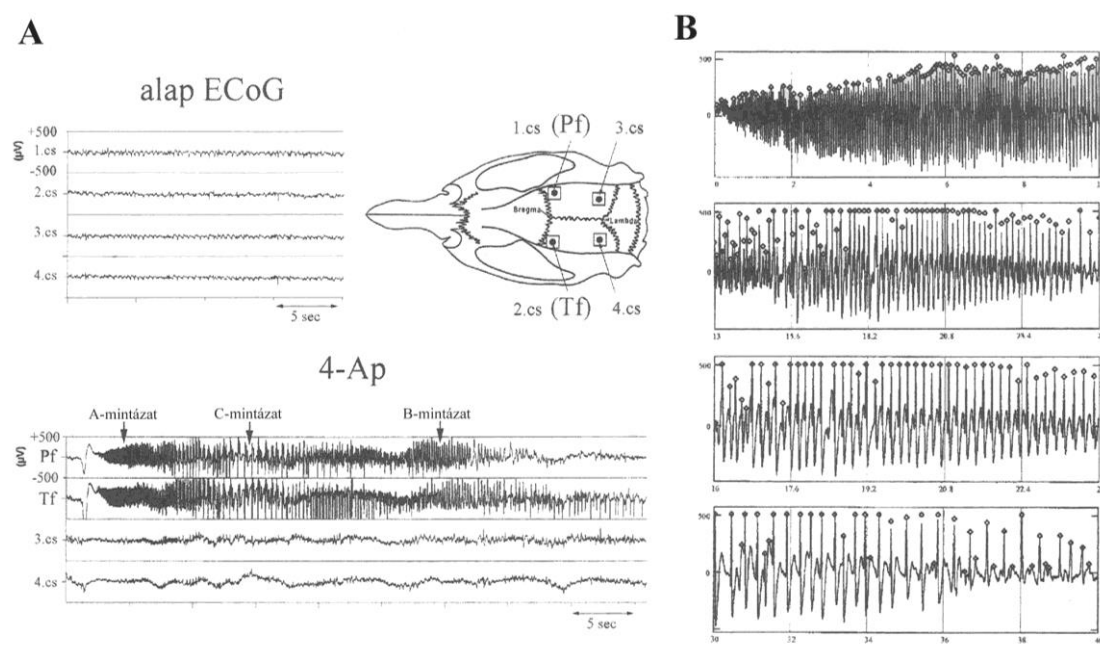 A
alap ECoG
+500
(µV)
1.cs
-500
2.cs
3.cs
4.cs
5 sec
1.cs (Pf)
3.cs
Bregma
Lambda
2.cs (Tf)
4.cs
4-Ap
A-mintázat
C-mintázat
B-mintázat
+500
(µV)
Pf
-500
Tf
3.cs
4.cs
5 sec
B
500
0
0 2 4 6 8
500
0
13 15.6 18.2 20.8
500
0
16 17.6 19.2 20.8 22.4
500
0
30 32 34 36 38 40